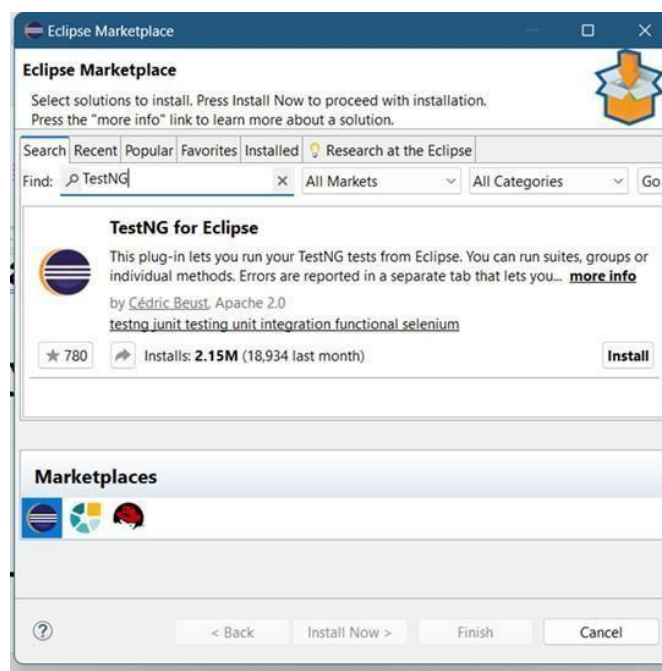 Eclipse Marketplace
Eclipse Marketplace
Select solutions to install. Press Install Now to proceed with installation.
Press the "more info" link to learn more about a solution.
Search Recent Popular Favorites Installed Research at the Eclipse
Find: TestNG All Markets All Categories Go
TestNG for Eclipse
This plug-in lets you run your TestNG tests from Eclipse. You can run suites, groups or
individual methods. Errors are reported in a separate tab that lets you... more info
by Cédric Beust, Apache 2.0
testng junit testing unit integration functional selenium
780 Installs: 2.15M (18,934 last month) Install
Marketplaces
? < Back Install Now > Finish Cancel